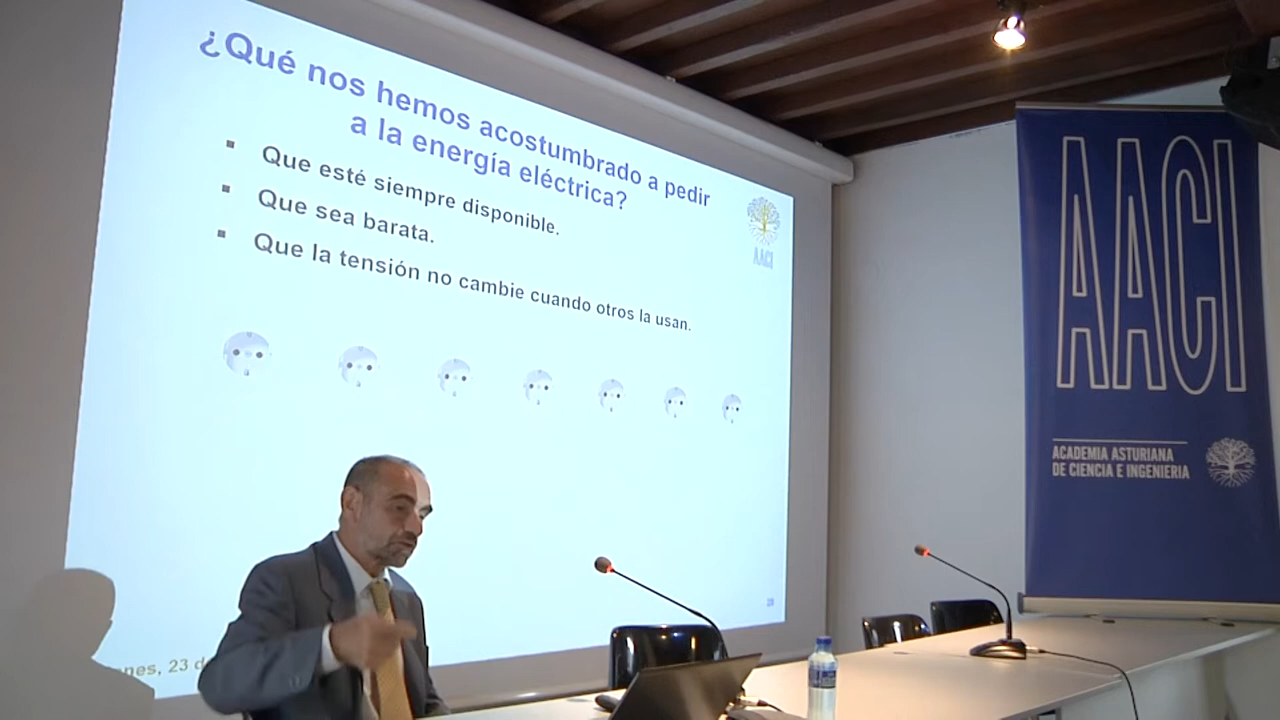 ¿Qué nos hemos acostumbrado a pedir
a la energía eléctrica?
▪ Que esté siempre disponible.
▪ Que sea barata.
▪ Que la tensión no cambie cuando otros la usan.
AACI
AACI
ACADEMIA ASTURIANA
DE CIENCIA E INGENIERIA
23